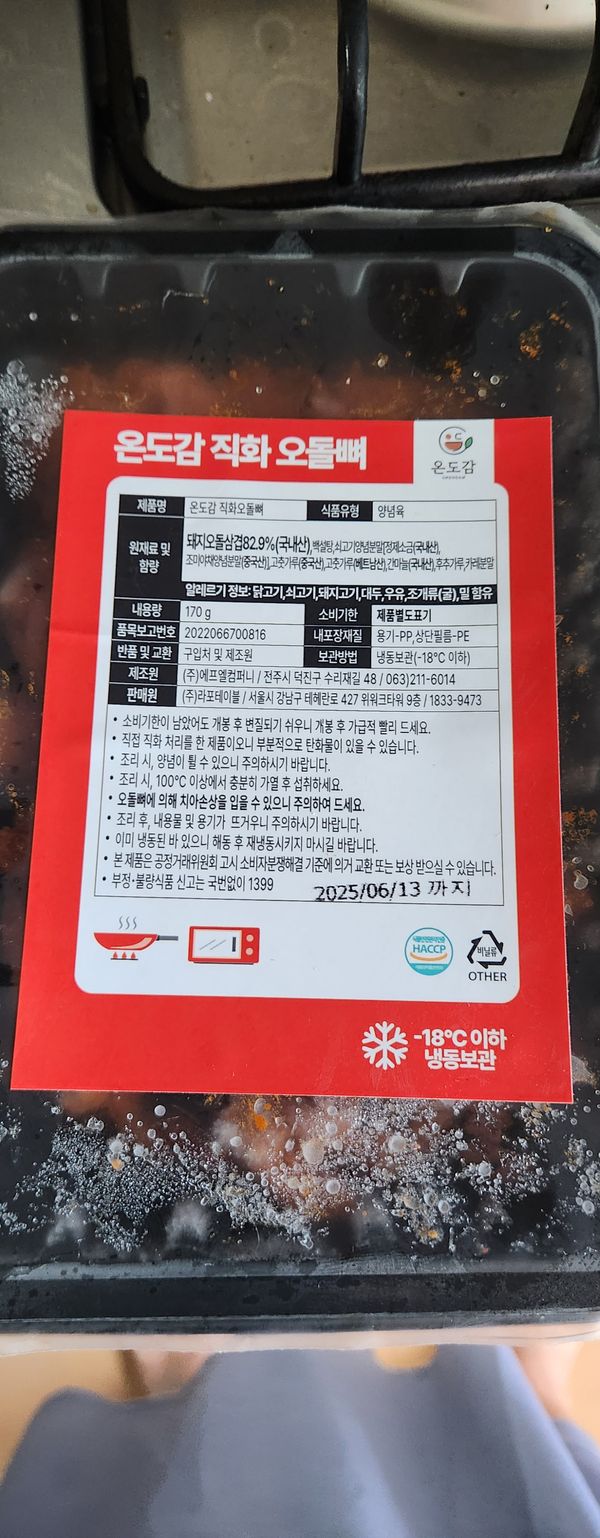 온도감 직화 오돌뼈
온도감
제품명 온도감 직화오돌뼈 식품유형 양념육
원재료 및 함량 돼지오돌삼겹82.9%(국내산),백설탕,쇠고기양념분말[정제소금(국내산),
조미야채양념분말(중국산)],고춧가루(중국산),고춧가루(베트남산),간마늘(국내산),후추가루,카레분말
알레르기 정보: 닭고기,쇠고기,돼지고기,대두,우유,조개류(굴),밀 함유
내용량 170 g 소비기한 제품별도표기
품목보고번호 2022066700816 내포장재질 용기-PP,상단필름-PE
반품 및 교환 구입처 및 제조원 보관방법 냉동보관(-18°C 이하)
제조원 (주)에프엘컴퍼니 / 전주시 덕진구 수리재길 48 / 063)211-6014
판매원 (주)라포테이블 / 서울시 강남구 테헤란로 427 위워크타워 9층 / 1833-9473
• 소비기한이 남았어도 개봉 후 변질되기 쉬우니 개봉 후 가급적 빨리 드세요.
• 직접 직화 처리를 한 제품이오니 부분적으로 탄화물이 있을 수 있습니다.
• 조리 시, 양념이 튈 수 있으니 주의하시기 바랍니다.
• 조리 시, 100°C 이상에서 충분히 가열 후 섭취하세요.
• 오돌뼈에 의해 치아손상을 입을 수 있으니 주의하여 드세요.
• 조리 후, 내용물 및 용기가 뜨거우니 주의하시기 바랍니다.
• 이미 냉동된 바 있으니 해동 후 재냉동시키지 마시길 바랍니다.
• 본 제품은 공정거래위원회 고시 소비자분쟁해결 기준에 의거 교환 또는 보상 받으실 수 있습니다.
• 부정•불량식품 신고는 국번없이 1399
2025/06/13 까지
HACCP
비닐류
OTHER
-18°C 이하
냉동보관